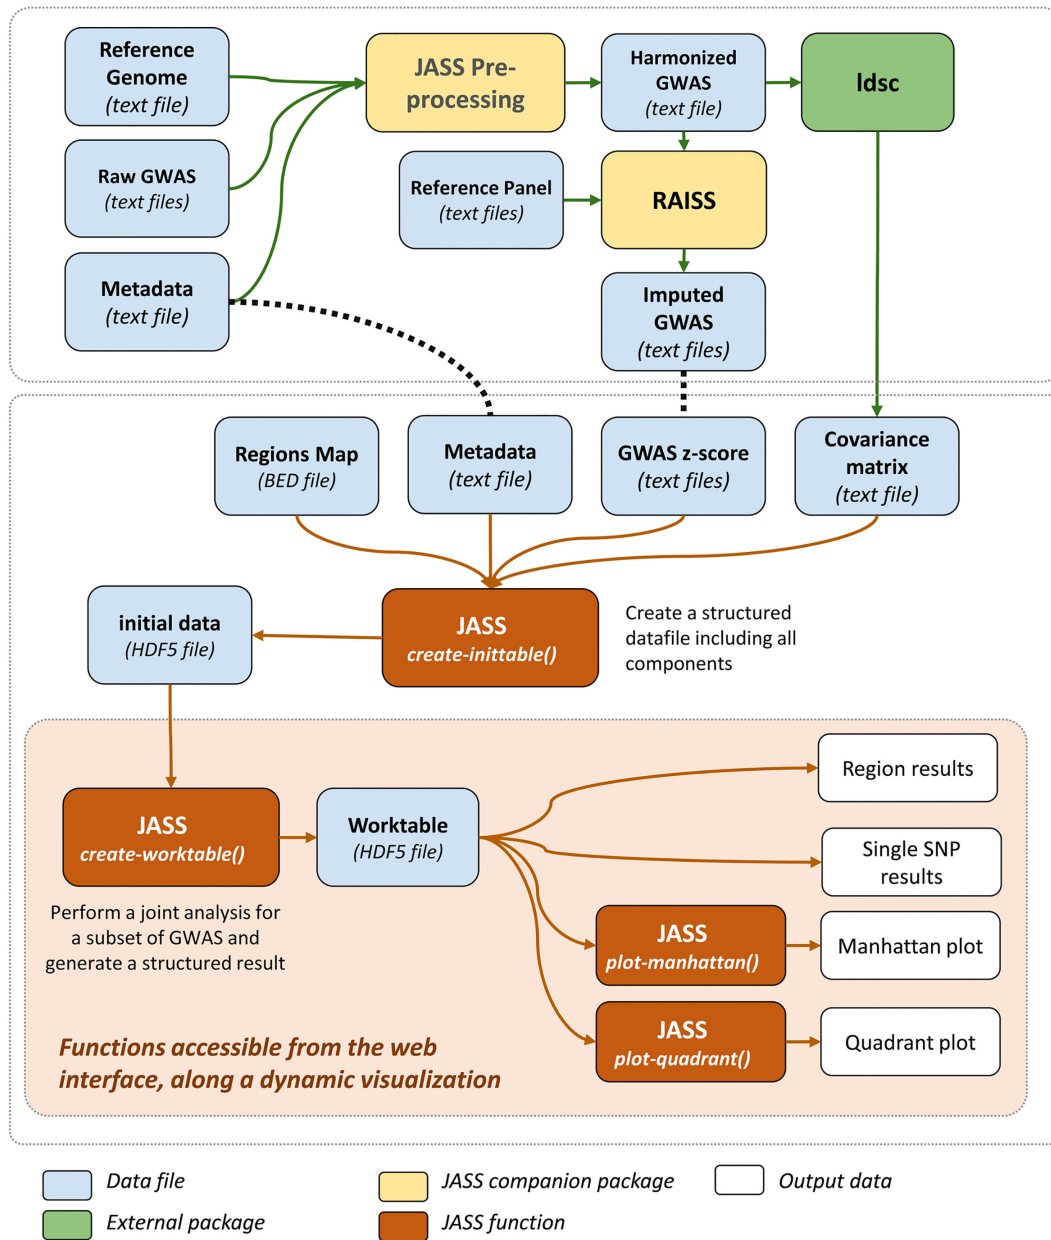 Reference
Genome
(text file)
JASS Pre-
processing
Harmonized
GWAS
(text file)
ldsc
Raw GWAS
(text files)
Reference Panel
(text files)
RAISS
Metadata
(text file)
Imputed
GWAS
(text files)
Regions Map
(BED file)
Metadata
(text file)
GWAS z-score
(text files)
Covariance
matrix
(text file)
initial data
(HDF5 file)
JASS
create-inittable()
Create a structured
datafile including all
components
Region results
JASS
create-worktable()
Worktable
(HDF5 file)
Single SNP
results
Perform a joint analysis for
a subset of GWAS and
generate a structured result
JASS
plot-manhattan()
Manhattan plot
JASS
plot-quadrant()
Quadrant plot
Functions accessible from the web
interface, along a dynamic visualization
Data file
JASS companion package
Output data
External package
JASS function